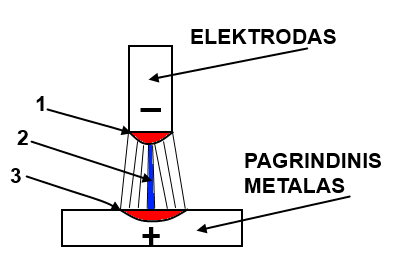 ELEKTRODAS
−
1
2
3
PAGRINDINIS
METALAS
+